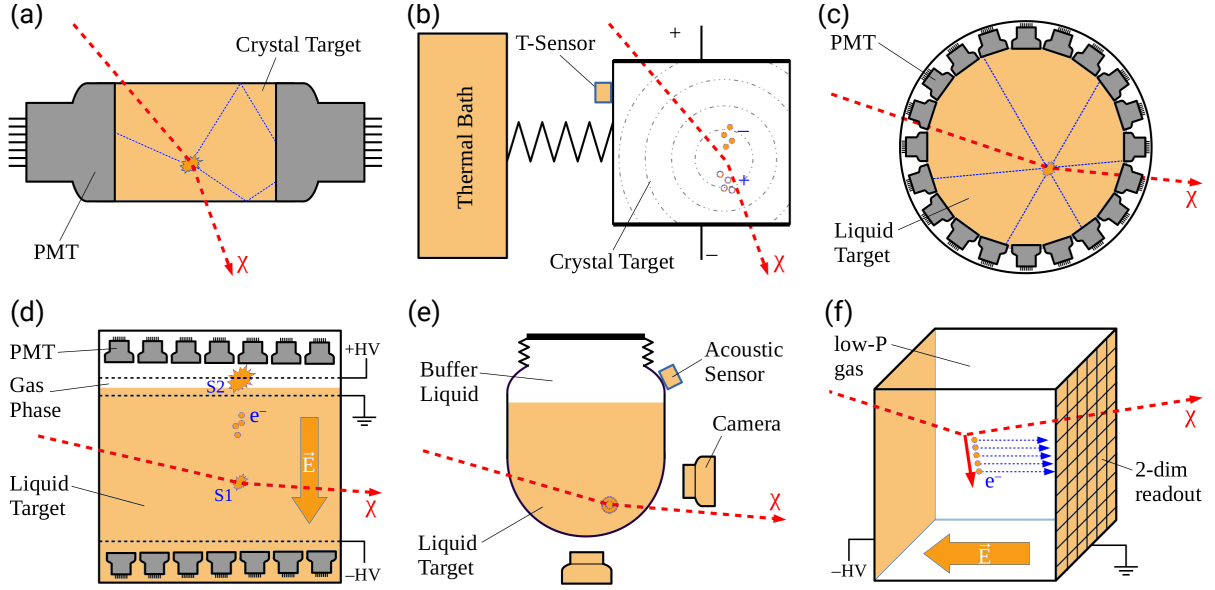 (a)
Crystal Target
PMT
χ
(b)
T-Sensor
+
Thermal Bath
−
+
Crystal Target
−
χ
(c)
PMT
Liquid
Target
χ
(d)
PMT
+HV
Gas
Phase
S2
e⁻
E⃗
S1
Liquid
Target
χ
−HV
(e)
Buffer
Liquid
Acoustic
Sensor
Camera
χ
Liquid
Target
(f)
low-P
gas
χ
e⁻
2-dim
readout
E⃗
−HV